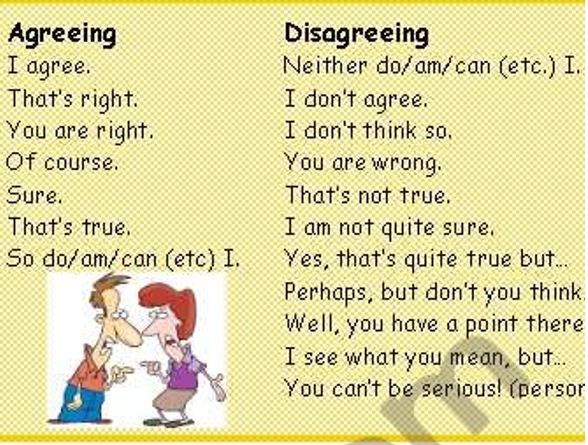 Agreeing
I agree.
That's right.
You are right.
Of course.
Sure.
That's true.
So do/am/can (etc) I.
Disagreeing
Neither do/am/can (etc.) I.
I don't agree.
I don't think so.
You are wrong.
That's not true.
I am not quite sure.
Yes, that's quite true but...
Perhaps, but don't you think
Well, you have a point there
I see what you mean, but...
You can't be serious! (person